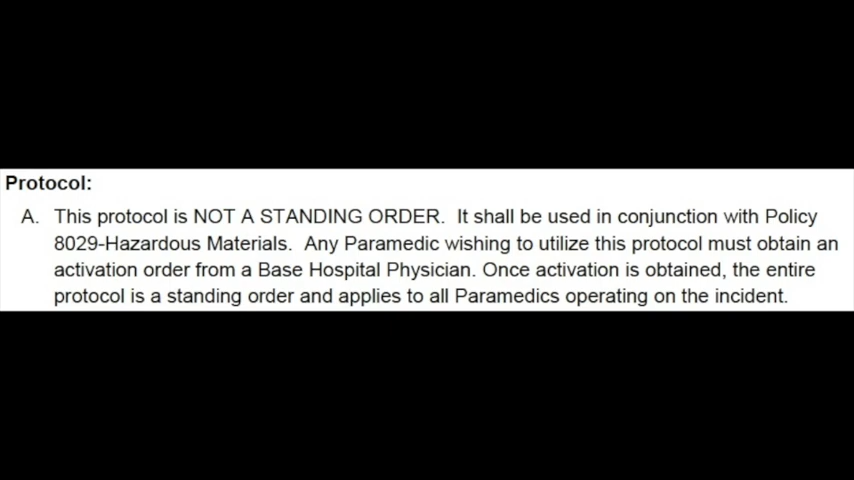 Protocol:
A. This protocol is NOT A STANDING ORDER. It shall be used in conjunction with Policy
8029-Hazardous Materials. Any Paramedic wishing to utilize this protocol must obtain an
activation order from a Base Hospital Physician. Once activation is obtained, the entire
protocol is a standing order and applies to all Paramedics operating on the incident.